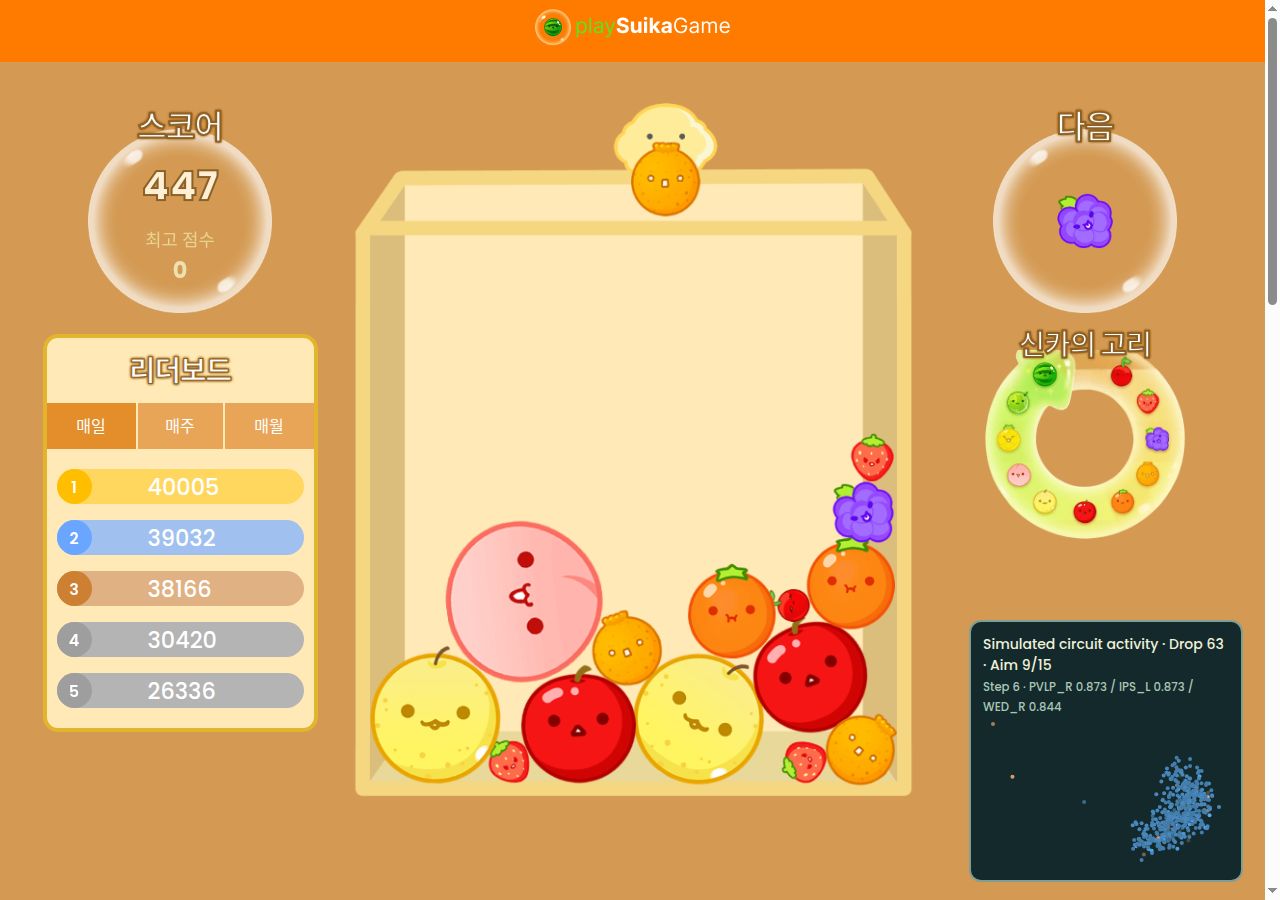 playSuikaGame
스코어
447
최고 점수
0
리더보드
매일 매주 매월
1 40005
2 39032
3 38166
4 30420
5 26336
다음
신카의 고리
Simulated circuit activity · Drop 63
· Aim 9/15
Step 6 · PVLP_R 0.873 / IPS_L 0.873 /
WED_R 0.844